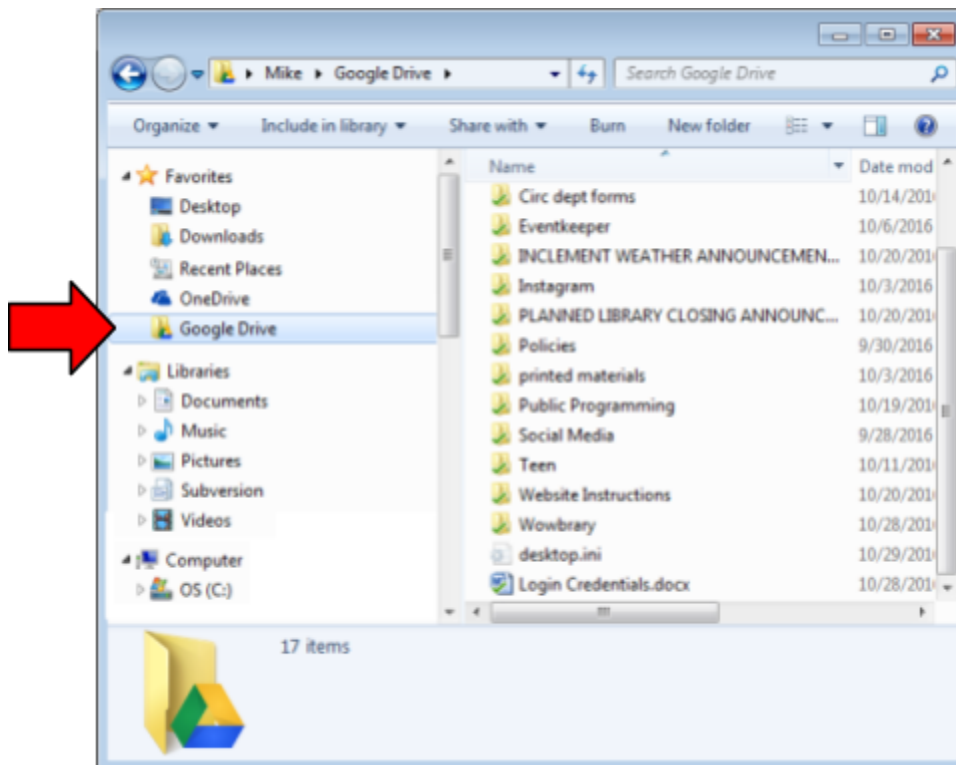 Mike ▸ Google Drive ▸
Search Google Drive
Organize
Include in library
Share with
Burn
New folder
Favorites
Desktop
Downloads
Recent Places
OneDrive
Google Drive
Libraries
Documents
Music
Pictures
Subversion
Videos
Computer
OS (C:)
Name Date mod
Circ dept forms 10/14/201
Eventkeeper 10/6/2016
INCLEMENT WEATHER ANNOUNCEMEN... 10/20/201
Instagram 10/3/2016
PLANNED LIBRARY CLOSING ANNOUNC... 10/20/201
Policies 9/30/2016
printed materials 10/3/2016
Public Programming 10/19/201
Social Media 9/28/2016
Teen 10/11/201
Website Instructions 10/20/201
Wowbrary 10/28/201
desktop.ini 10/29/201
Login Credentials.docx 10/28/201
17 items